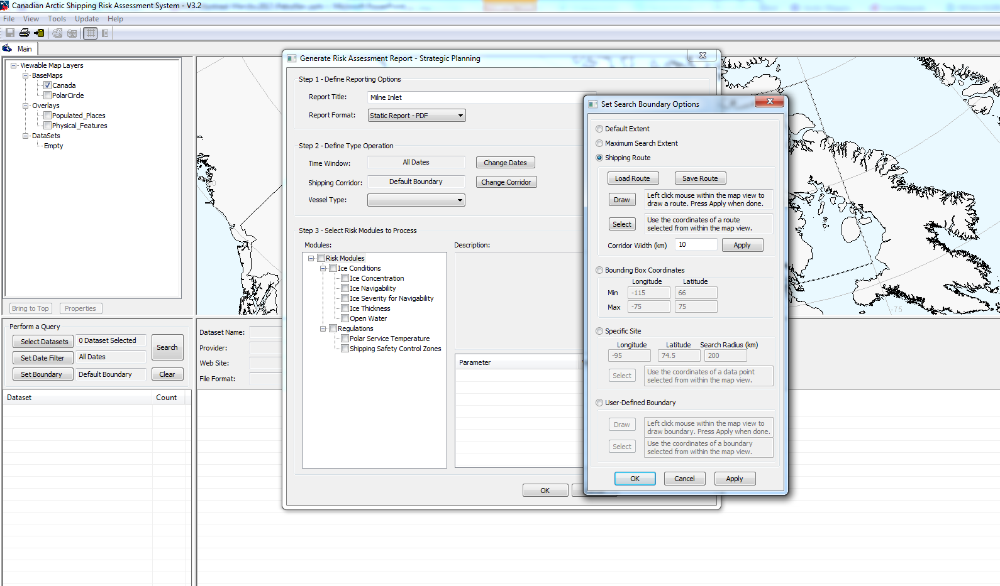 Canadian Arctic Shipping Risk Assessment System - V3.2
File View Tools Update Help
Main
Viewable Map Layers
BaseMaps
Canada
PolarCircle
Overlays
Populated_Places
Physical_Features
DataSets
Empty
Bring to Top Properties
Perform a Query
Select Datasets 0 Dataset Selected Search
Set Date Filter All Dates
Set Boundary Default Boundary Clear
Dataset Count
Dataset Name:
Provider:
Web Site:
File Format:
-75
Generate Risk Assessment Report - Strategic Planning
Step 1 - Define Reporting Options
Report Title: Milne Inlet
Report Format: Static Report - PDF
Step 2 - Define Type Operation
Time Window: All Dates Change Dates
Shipping Corridor: Default Boundary Change Corridor
Vessel Type:
Step 3 - Select Risk Modules to Process
Modules: Description:
Risk Modules
Ice Conditions
Ice Concentration
Ice Navigability
Ice Severity for Navigability
Ice Thickness
Open Water
Regulations
Polar Service Temperature
Shipping Safety Control Zones
Parameter
OK
Set Search Boundary Options
Default Extent
Maximum Search Extent
Shipping Route
Load Route Save Route
Draw Left click mouse within the map view to
draw a route. Press Apply when done.
Select Use the coordinates of a route
selected from within the map view.
Corridor Width (km) 10 Apply
Bounding Box Coordinates
Longitude Latitude
Min -115 66
Max -75 75
Specific Site
Longitude Latitude Search Radius (km)
-95 74.5 200
Select Use the coordinates of a data point
selected from within the map view.
User-Defined Boundary
Draw Left click mouse within the map view to
draw boundary. Press Apply when done.
Select Use the coordinates of a boundary
selected from within the map view.
OK Cancel Apply